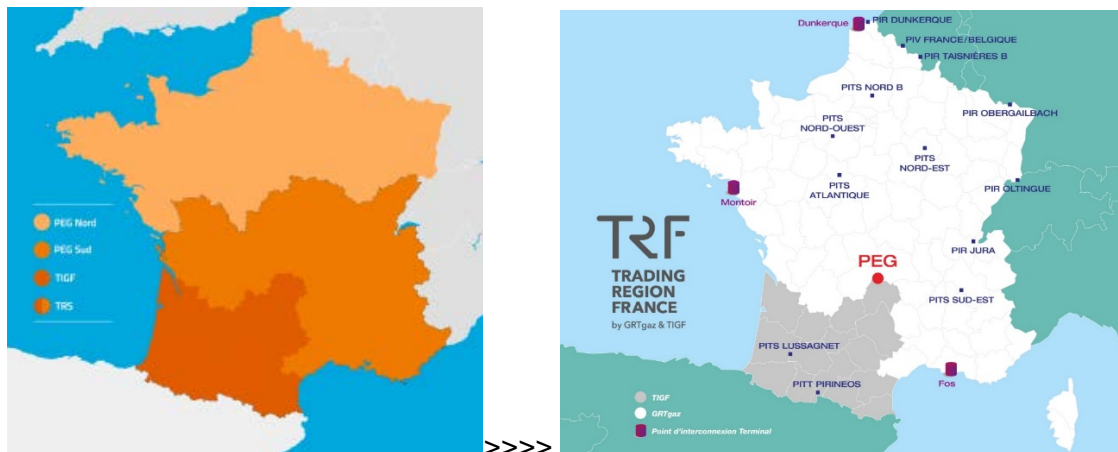 PEG Nord
PEG Sud
TIGF
TRS
>>>>
Dunkerque
PIR DUNKERQUE
PIV FRANCE/BELGIQUE
PIR TAISNIÈRES B
PITS NORD B
PIR OBERGAILBACH
PITS
NORD-OUEST
PITS
NORD-EST
PITS
ATLANTIQUE
PIR OLTINGUE
Montoir
TRF
TRADING
REGION
FRANCE
by GRTgaz & TIGF
PIR JURA
PEG
PITS SUD-EST
PITS LUSSAGNET
PITT PIRINEOS
Fos
TIGF
GRTgaz
Point d'interconnexion Terminal